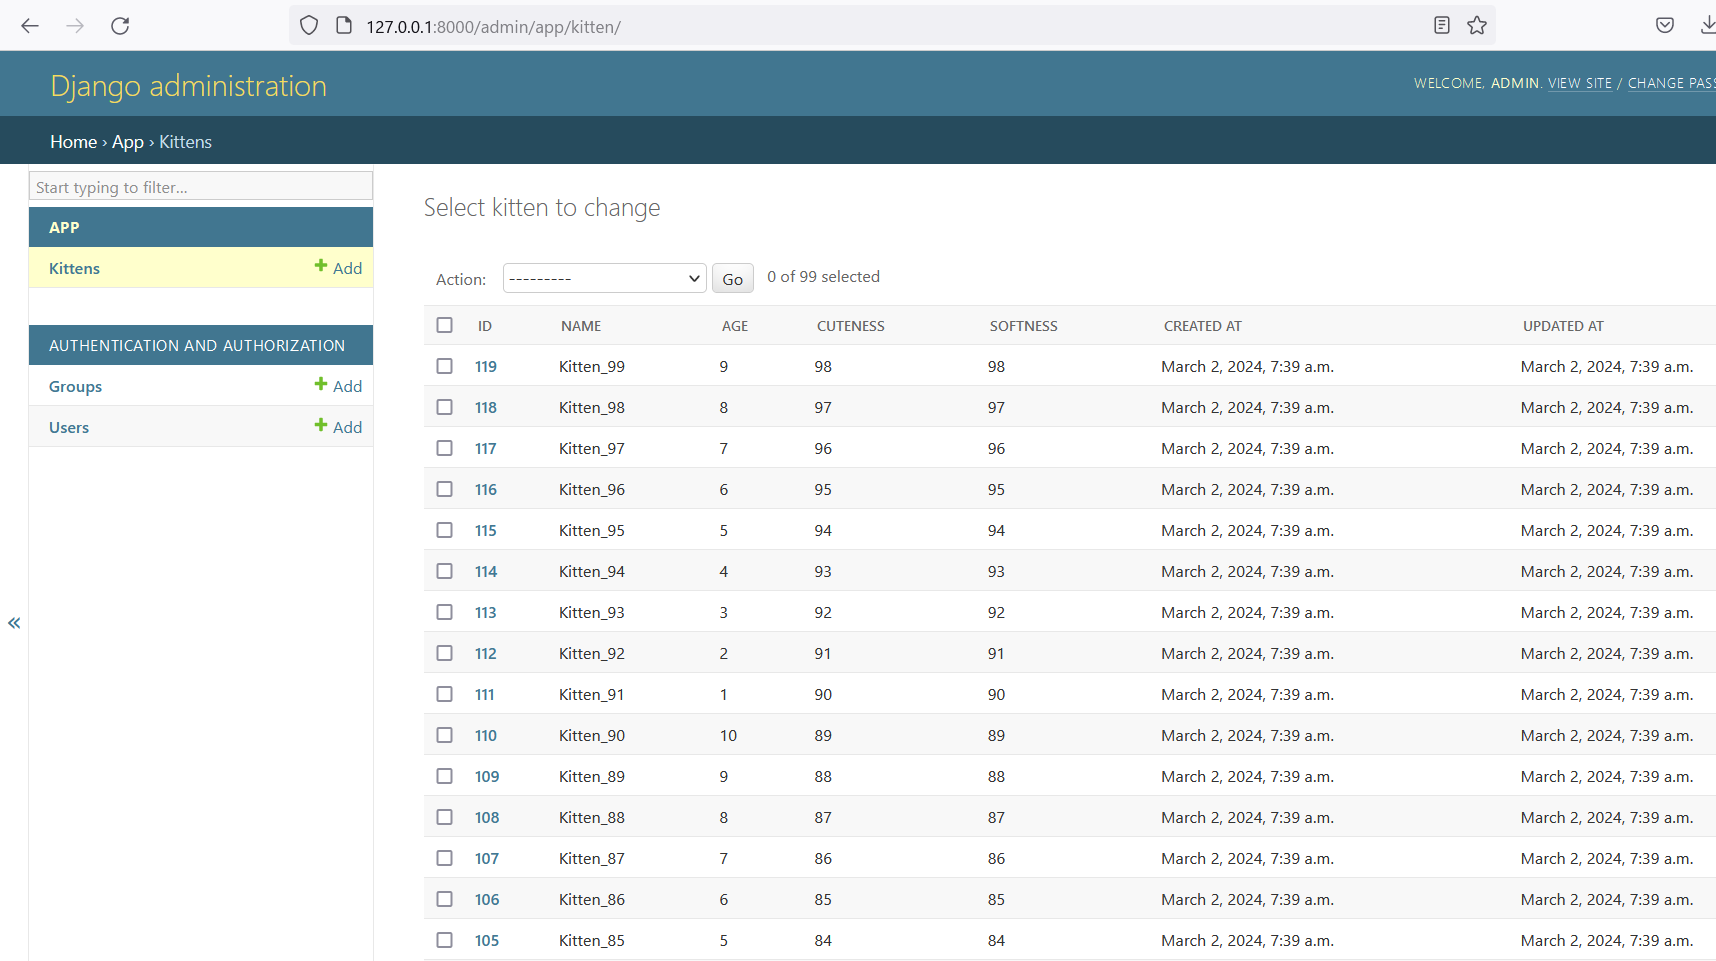 127.0.0.1:8000/admin/app/kitten/
Django administration
WELCOME, ADMIN. VIEW SITE / CHANGE PASS
Home › App › Kittens
Start typing to filter...
APP
Kittens + Add
AUTHENTICATION AND AUTHORIZATION
Groups + Add
Users + Add
«
Select kitten to change
Action: --------- Go 0 of 99 selected
ID NAME AGE CUTENESS SOFTNESS CREATED AT UPDATED AT
119 Kitten_99 9 98 98 March 2, 2024, 7:39 a.m. March 2, 2024, 7:39 a.m.
118 Kitten_98 8 97 97 March 2, 2024, 7:39 a.m. March 2, 2024, 7:39 a.m.
117 Kitten_97 7 96 96 March 2, 2024, 7:39 a.m. March 2, 2024, 7:39 a.m.
116 Kitten_96 6 95 95 March 2, 2024, 7:39 a.m. March 2, 2024, 7:39 a.m.
115 Kitten_95 5 94 94 March 2, 2024, 7:39 a.m. March 2, 2024, 7:39 a.m.
114 Kitten_94 4 93 93 March 2, 2024, 7:39 a.m. March 2, 2024, 7:39 a.m.
113 Kitten_93 3 92 92 March 2, 2024, 7:39 a.m. March 2, 2024, 7:39 a.m.
112 Kitten_92 2 91 91 March 2, 2024, 7:39 a.m. March 2, 2024, 7:39 a.m.
111 Kitten_91 1 90 90 March 2, 2024, 7:39 a.m. March 2, 2024, 7:39 a.m.
110 Kitten_90 10 89 89 March 2, 2024, 7:39 a.m. March 2, 2024, 7:39 a.m.
109 Kitten_89 9 88 88 March 2, 2024, 7:39 a.m. March 2, 2024, 7:39 a.m.
108 Kitten_88 8 87 87 March 2, 2024, 7:39 a.m. March 2, 2024, 7:39 a.m.
107 Kitten_87 7 86 86 March 2, 2024, 7:39 a.m. March 2, 2024, 7:39 a.m.
106 Kitten_86 6 85 85 March 2, 2024, 7:39 a.m. March 2, 2024, 7:39 a.m.
105 Kitten_85 5 84 84 March 2, 2024, 7:39 a.m. March 2, 2024, 7:39 a.m.